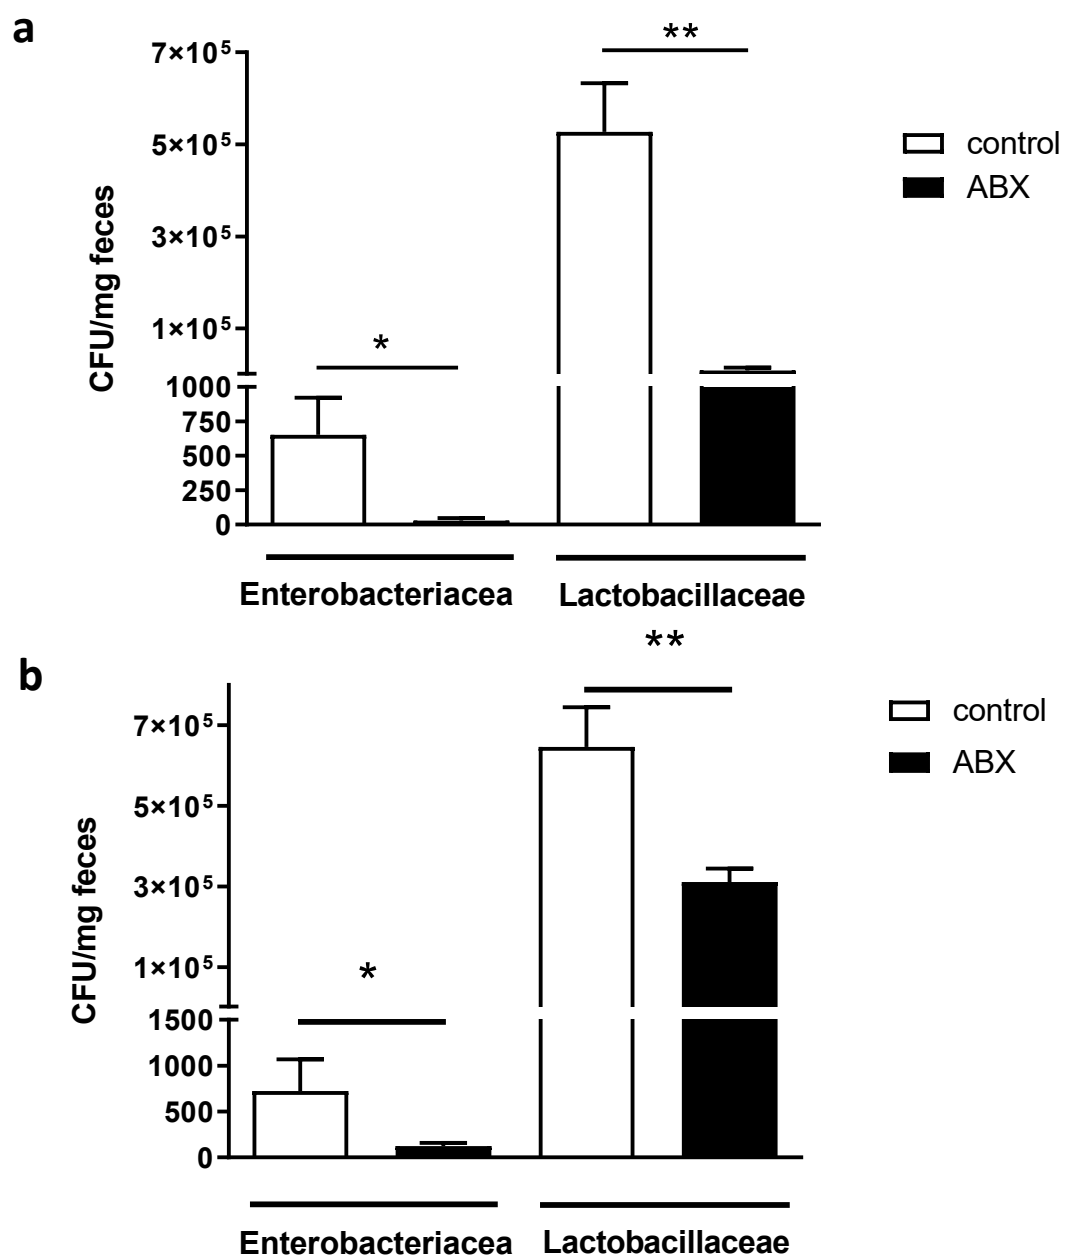 a
**
7×10⁵
5×10⁵
3×10⁵
1×10⁵
1000
750
500
250
0
CFU/mg feces
*
control
ABX
Enterobacteriacea
Lactobacillaceae
b
**
7×10⁵
5×10⁵
3×10⁵
1×10⁵
1500
1000
500
0
CFU/mg feces
*
control
ABX
Enterobacteriacea
Lactobacillaceae